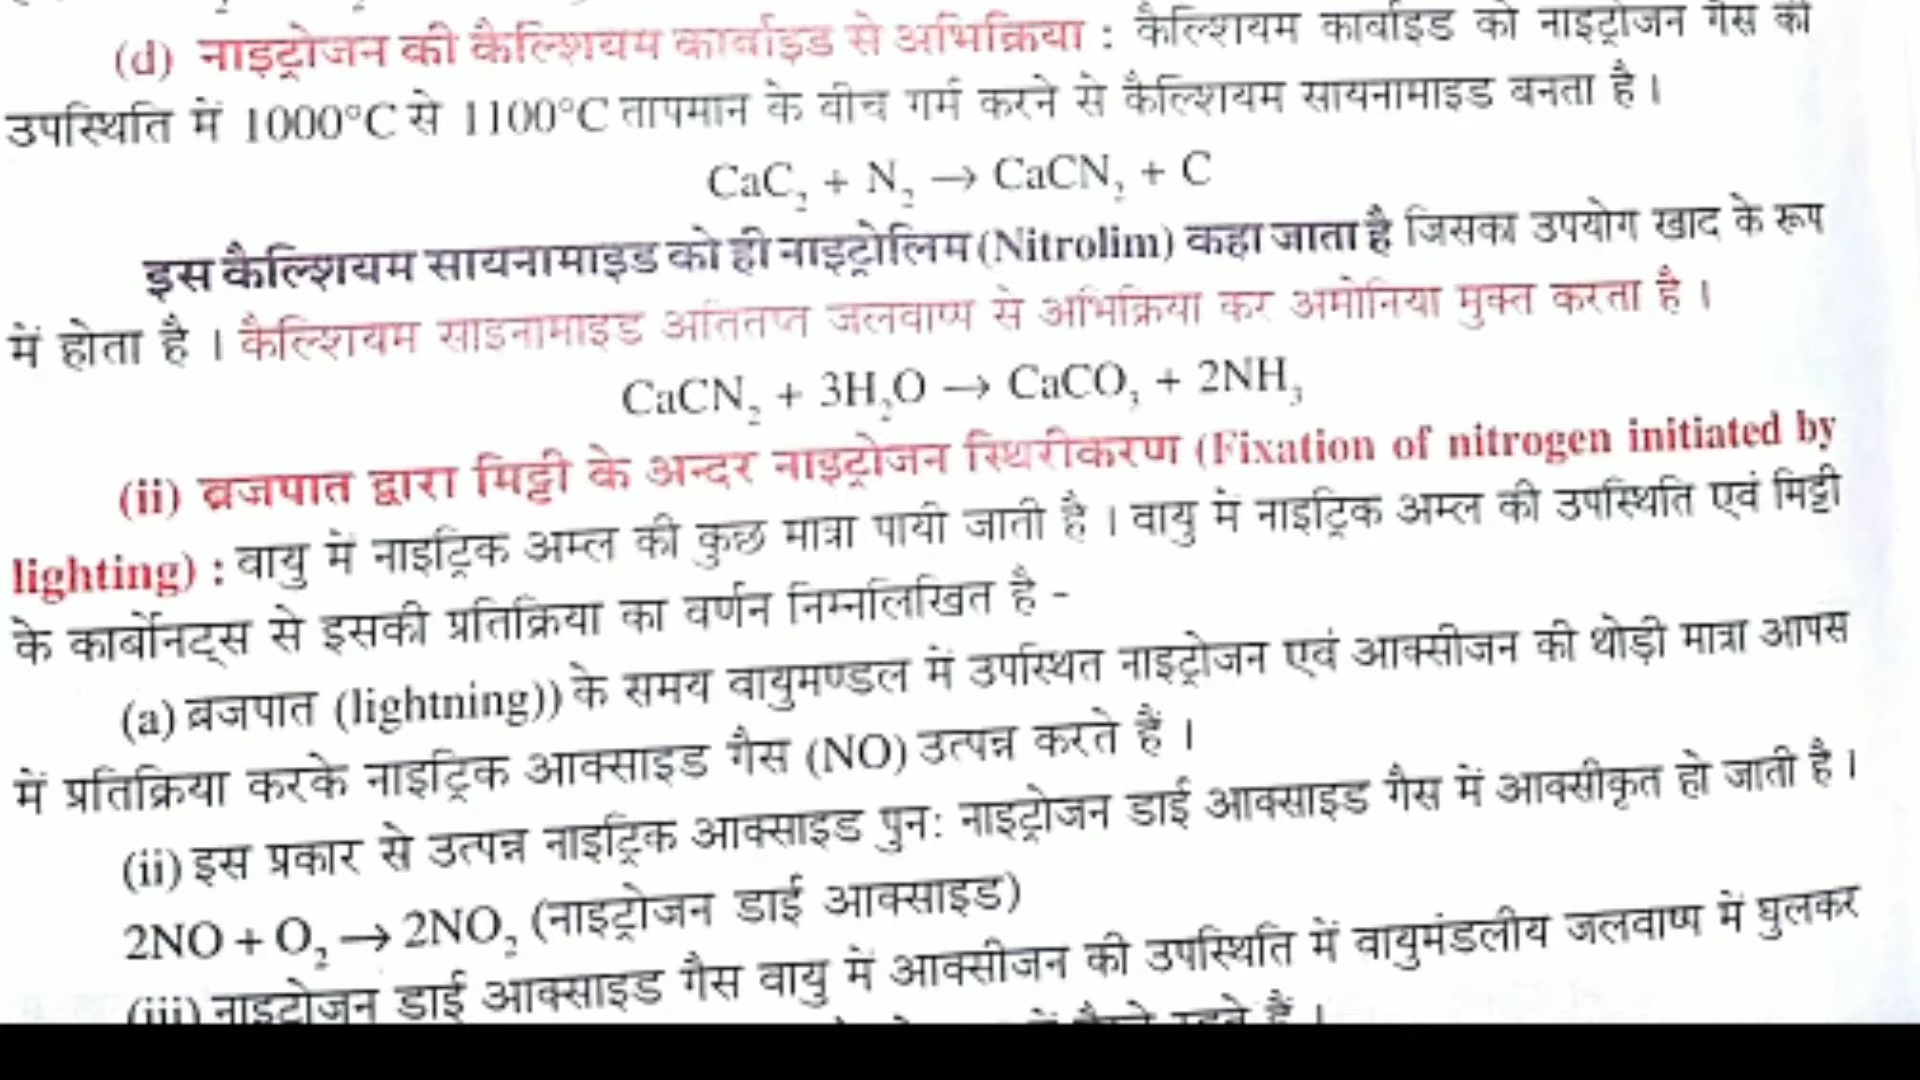 (d) नाइट्रोजन की कैल्शियम कार्बाइड से अभिक्रिया : कैल्शियम कार्बाइड को नाइट्रोजन गैस की
उपस्थिति में 1000°C से 1100°C तापमान के बीच गर्म करने से कैल्शियम सायनामाइड बनता है।
CaC₂ + N₂ → CaCN₂ + C
इस कैल्शियम सायनामाइड को ही नाइट्रोलिम (Nitrolim) कहा जाता है जिसका उपयोग खाद के रूप
में होता है। कैल्शियम साइनामाइड अतितप्त जलवाष्प से अभिक्रिया कर अमोनिया मुक्त करता है।
CaCN₂ + 3H₂O → CaCO₃ + 2NH₃
(ii) व्रजपात द्वारा मिट्टी के अन्दर नाइट्रोजन स्थिरीकरण (Fixation of nitrogen initiated by
lighting) : वायु में नाइट्रिक अम्ल की कुछ मात्रा पायी जाती है। वायु में नाइट्रिक अम्ल की उपस्थिति एवं मिट्टी
के कार्बोनेट्स से इसकी प्रतिक्रिया का वर्णन निम्नलिखित है -
(a) व्रजपात (lightning)) के समय वायुमण्डल में उपस्थित नाइट्रोजन एवं आक्सीजन की थोड़ी मात्रा आपस
में प्रतिक्रिया करके नाइट्रिक आक्साइड गैस (NO) उत्पन्न करते हैं।
(ii) इस प्रकार से उत्पन्न नाइट्रिक आक्साइड पुन: नाइट्रोजन डाई आक्साइड गैस में आक्सीकृत हो जाती है।
2NO + O₂ → 2NO₂ (नाइट्रोजन डाई आक्साइड)
(iii) नाइट्रोजन डाई आक्साइड गैस वायु में आक्सीजन की उपस्थिति में वायुमंडलीय जलवाष्प में घुलकर